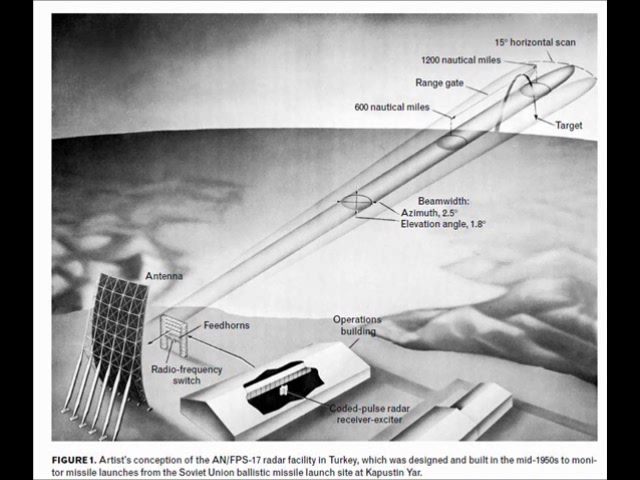 15° horizontal scan
1200 nautical miles
Range gate
600 nautical miles
Target
Beamwidth:
Azimuth, 2.5°
Elevation angle, 1.8°
Antenna
Feedhorns
Operations
building
Radio-frequency
switch
Coded-pulse radar
receiver-exciter
FIGURE 1. Artist's conception of the AN/FPS-17 radar facility in Turkey, which was designed and built in the mid-1950s to moni-
tor missile launches from the Soviet Union ballistic missile launch site at Kapustin Yar.